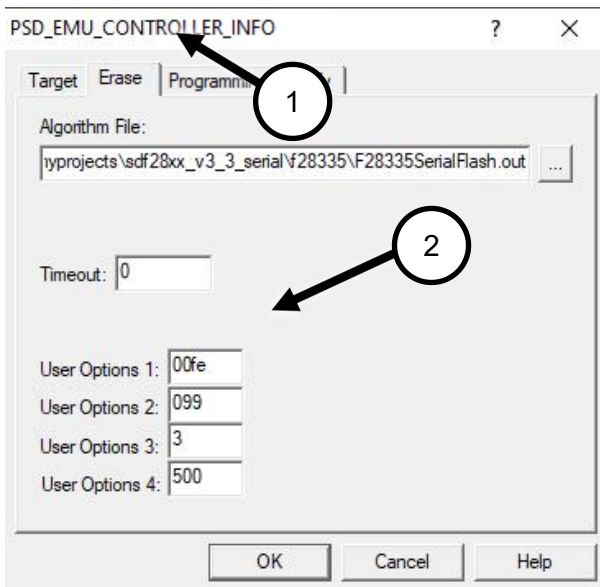 PSD_EMU_CONTROLLER_INFO ? ×
Target Erase
1
Algorithm File:
nyprojects\sdf28xx_v3_3_serial\f28335\F28335SerialFlash.out ...
2
Timeout: 0
User Options 1: 00fe
User Options 2: 099
User Options 3: 3
User Options 4: 500
OK Cancel Help